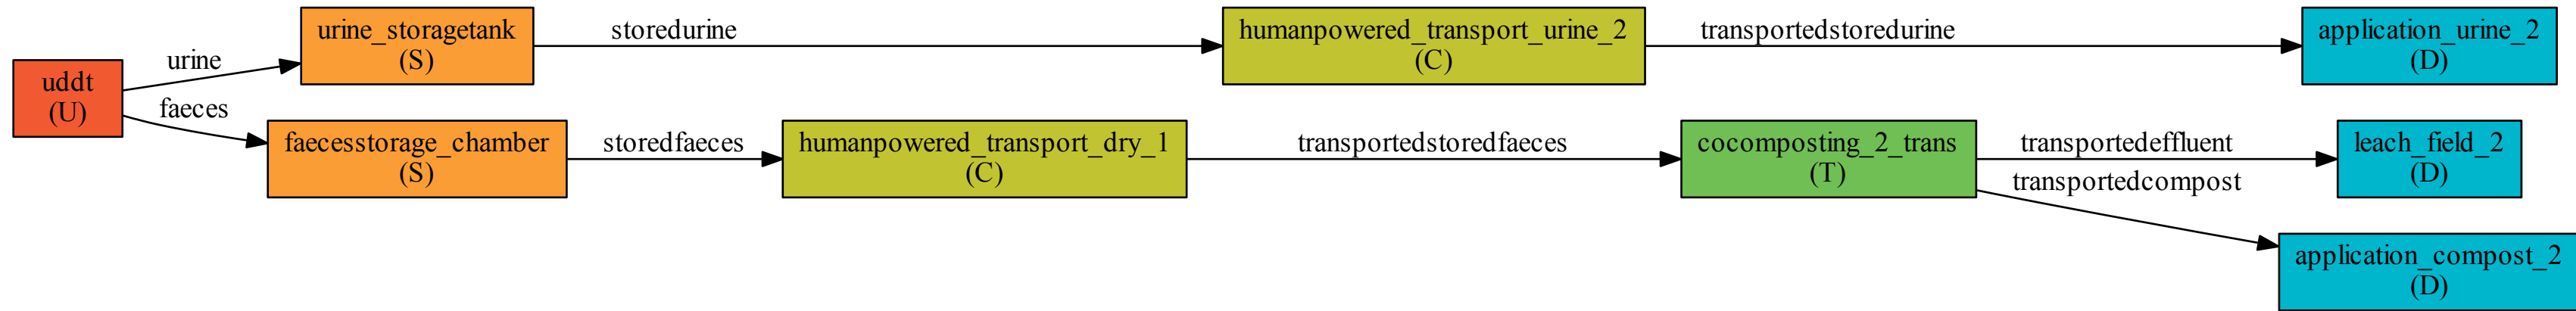 uddt
(U)
urine
faeces
urine_storagetank
(S)
storedurine
humanpowered_transport_urine_2
(C)
transportedstoredurine
application_urine_2
(D)
faecesstorage_chamber
(S)
storedfaeces
humanpowered_transport_dry_1
(C)
transportedstoredfaeces
cocomposting_2_trans
(T)
transportedeffluent
leach_field_2
(D)
transportedcompost
application_compost_2
(D)